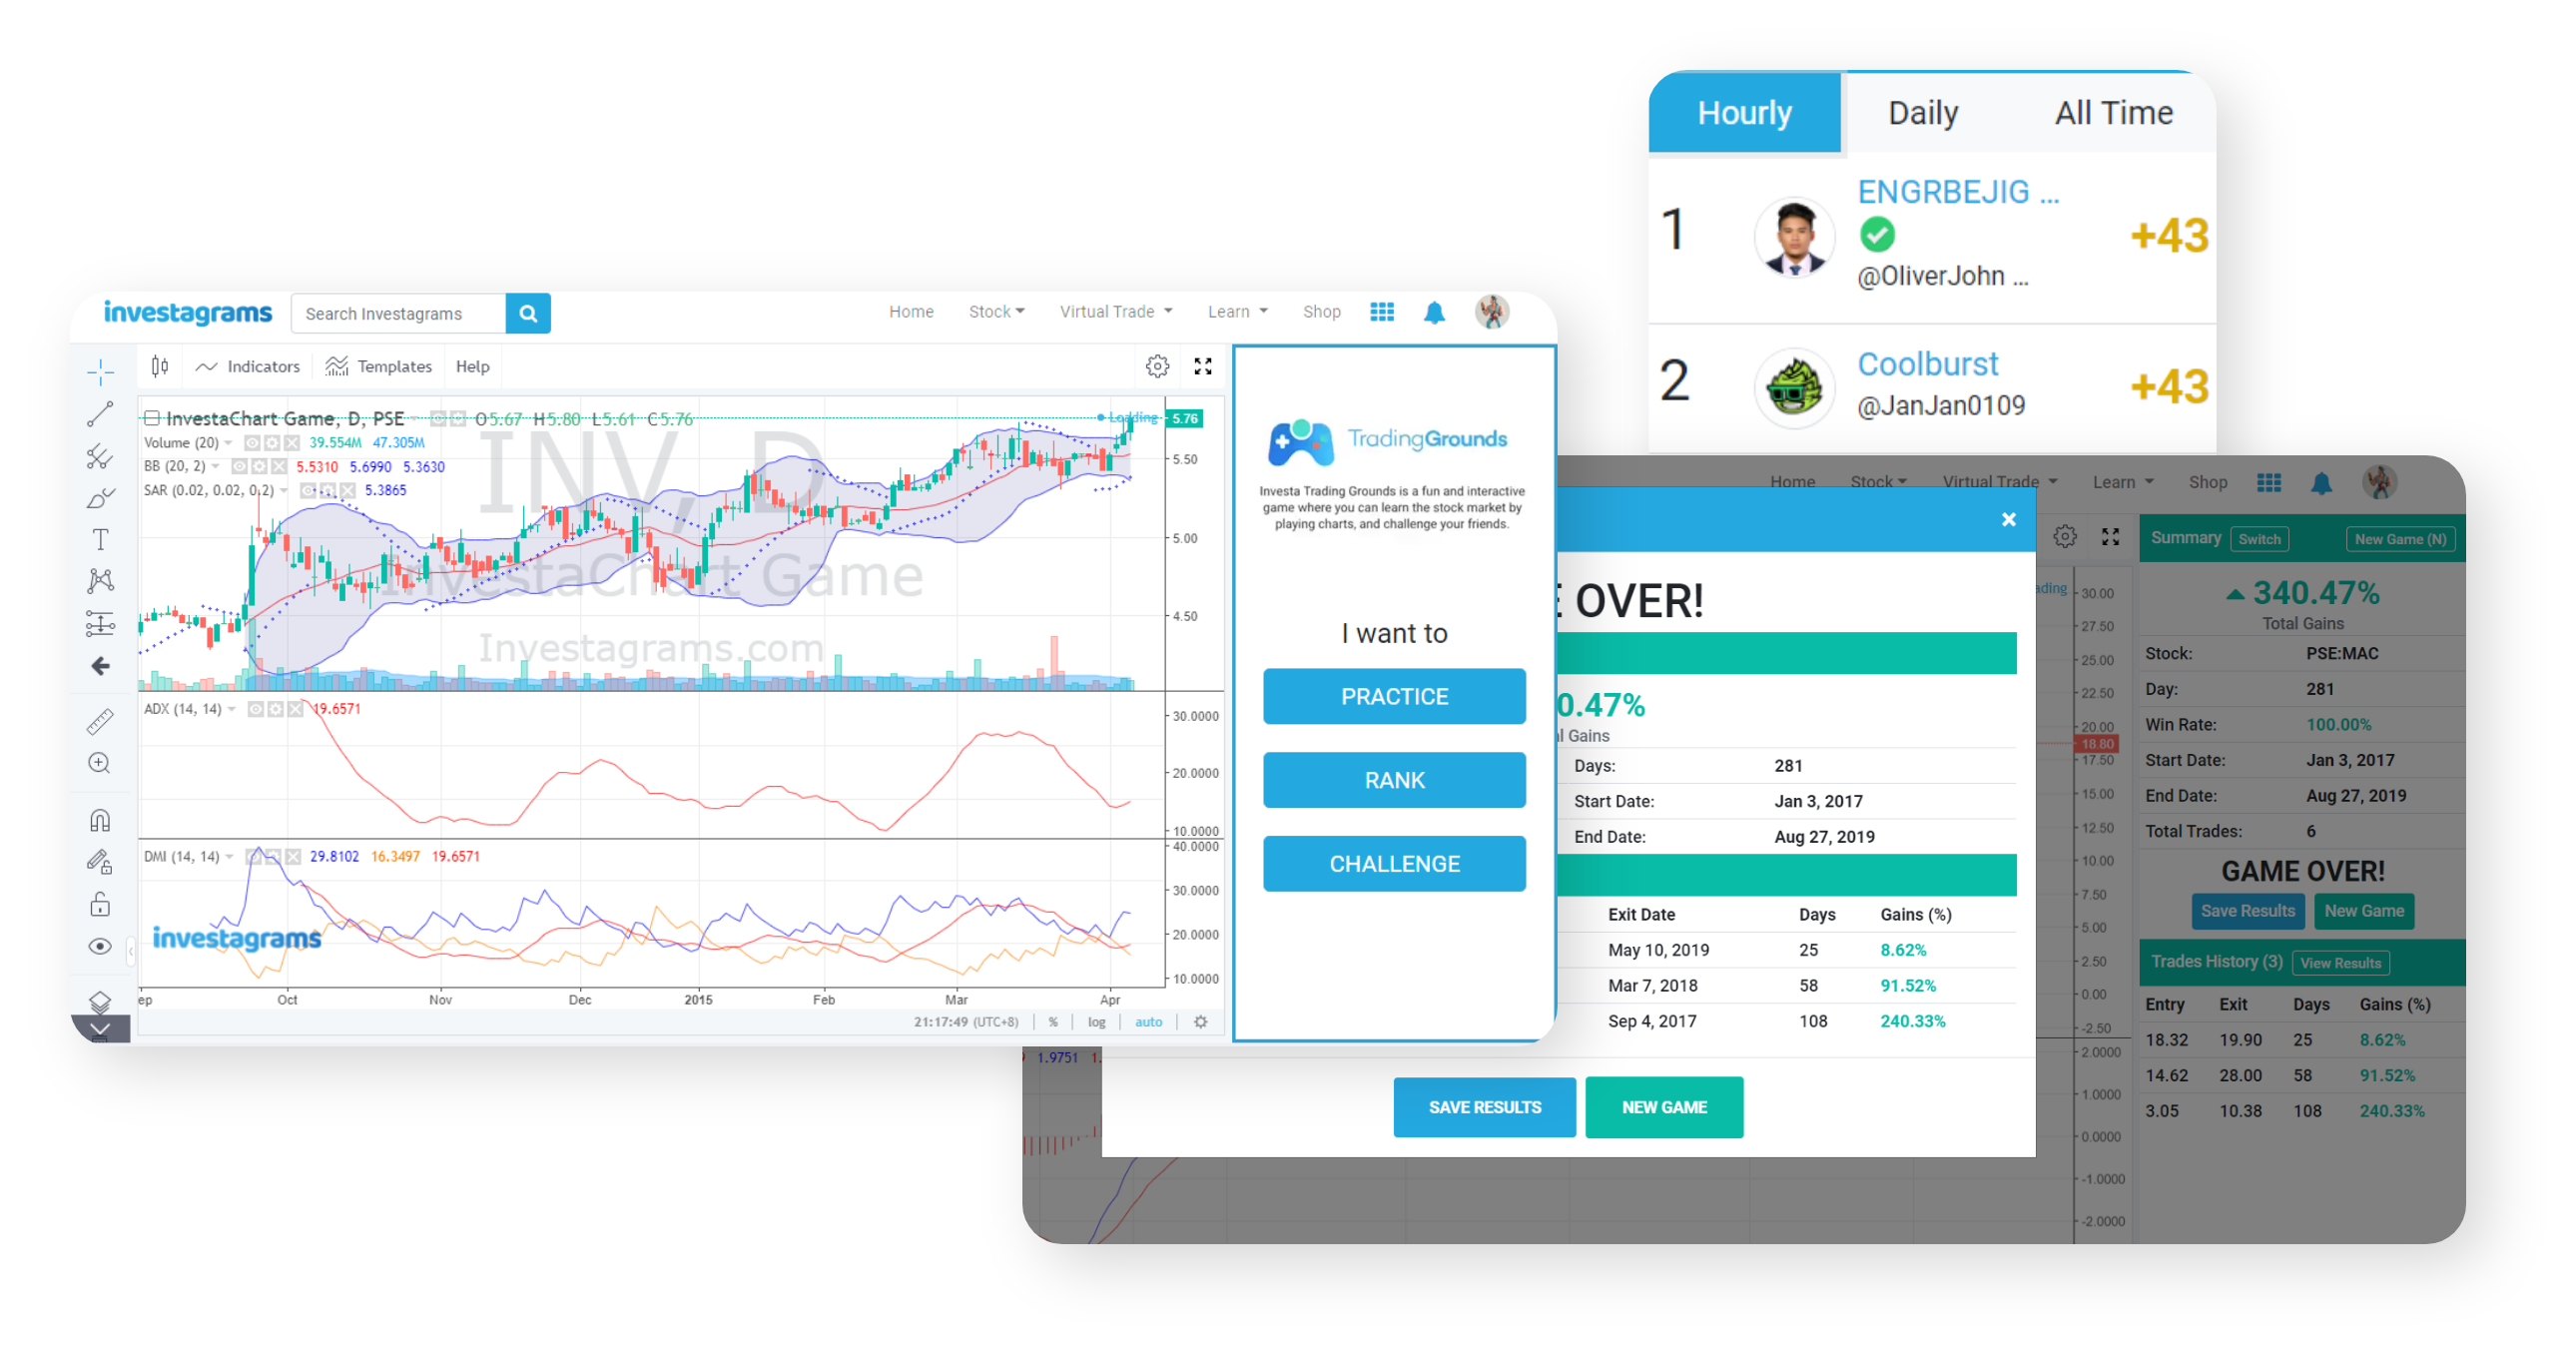 Hourly Daily All Time
1 ENGRBEJIG ... +43
@OliverJohn ...
2 Coolburst +43
@JanJan0109
investagrams Search Investagrams Home Stock Virtual Trade Learn Shop
Indicators Templates Help
InvestaChart Game, D, PSE O5.67 H5.80 L5.61 C5.76 Loading 5.76
Volume (20) 39.554M 47.305M
BB (20, 2) 5.5310 5.6990 5.3630
SAR (0.02, 0.02, 0.2) 5.3865
INV, D
InvestaChart Game
Investagrams.com
5.50
5.00
4.50
ADX (14, 14) 19.6571
30.0000
20.0000
10.0000
DMI (14, 14) 29.8102 16.3497 19.6571
40.0000
30.0000
20.0000
10.0000
investagrams
ep Oct Nov Dec 2015 Feb Mar Apr
21:17:49 (UTC+8) % log auto
TradingGrounds
Investa Trading Grounds is a fun and interactive
game where you can learn the stock market by
playing charts, and challenge your friends.
I want to
PRACTICE
RANK
CHALLENGE
Home Stock Virtual Trade Learn Shop
OVER!
0.47%
l Gains
Days: 281
Start Date: Jan 3, 2017
End Date: Aug 27, 2019
Exit Date Days Gains (%)
May 10, 2019 25 8.62%
Mar 7, 2018 58 91.52%
Sep 4, 2017 108 240.33%
SAVE RESULTS NEW GAME
1.9751 1.
ading
30.00
27.50
25.00
22.50
20.00
18.80
17.50
15.00
12.50
10.00
7.50
5.00
2.50
0.00
-2.50
2.0000
1.0000
0.0000
-1.0000
-2.0000
Summary Switch New Game (N)
340.47%
Total Gains
Stock: PSE:MAC
Day: 281
Win Rate: 100.00%
Start Date: Jan 3, 2017
End Date: Aug 27, 2019
Total Trades: 6
GAME OVER!
Save Results New Game
Trades History (3) View Results
Entry Exit Days Gains (%)
18.32 19.90 25 8.62%
14.62 28.00 58 91.52%
3.05 10.38 108 240.33%